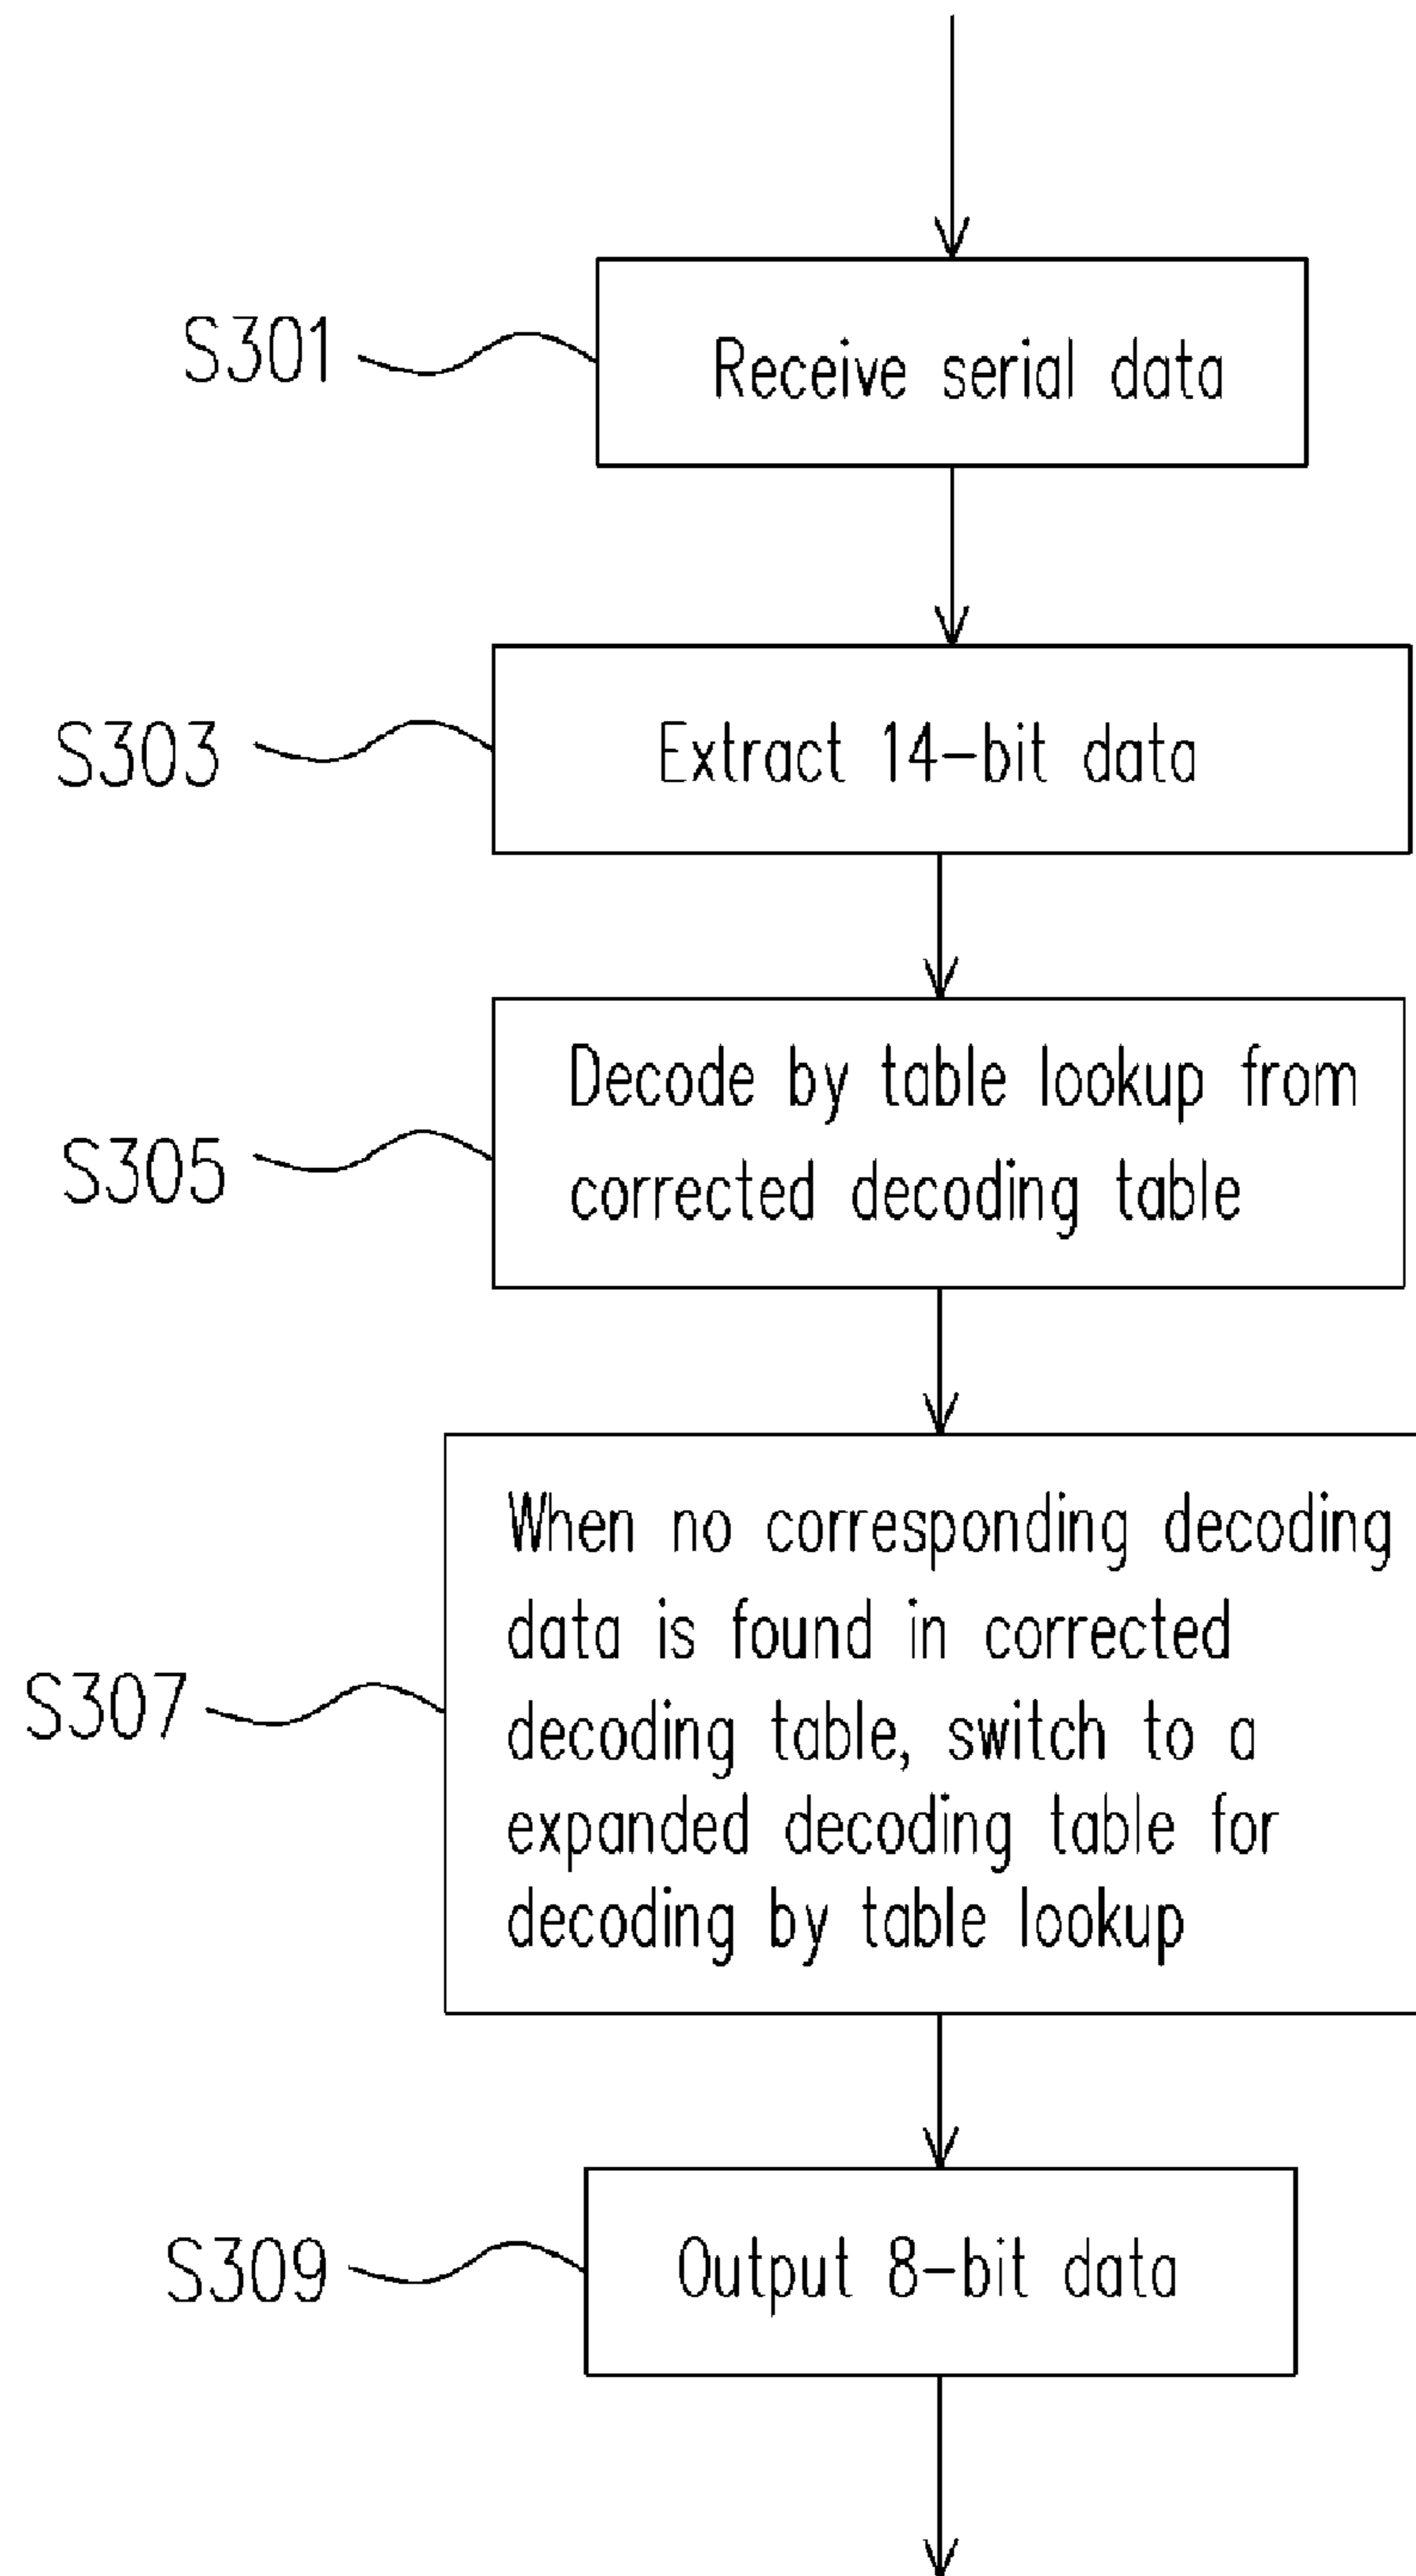 S301
Receive serial data
S303
Extract 14-bit data
S305
Decode by table lookup from
corrected decoding table
S307
When no corresponding decoding
data is found in corrected
decoding table, switch to a
expanded decoding table for
decoding by table lookup
S309
Output 8-bit data